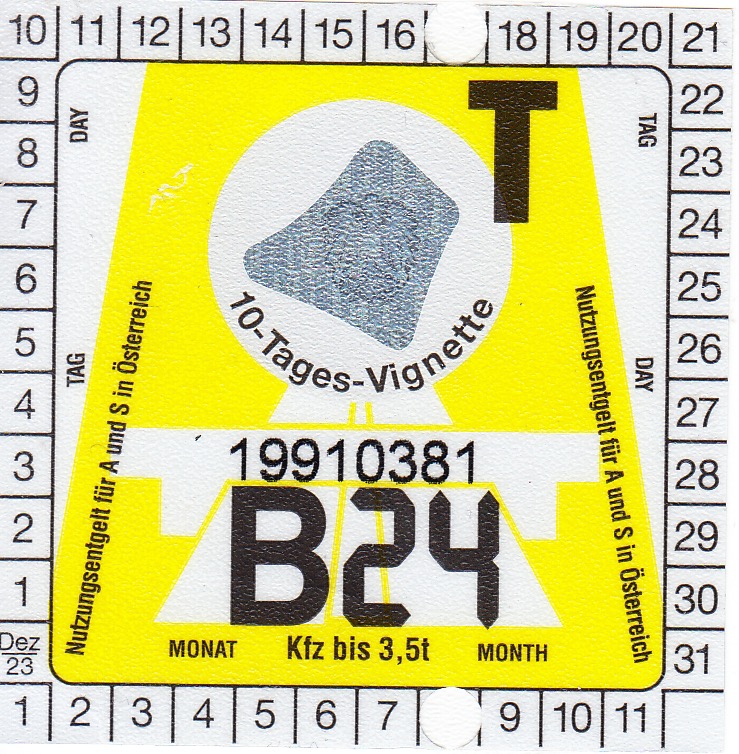 10 11 12 13 14 15 16 18 19 20 21
9
8
7
6
5
4
3
2
1
Dez
23
22
23
24
25
26
27
28
29
30
31
DAY
TAG
TAG
DAY
T
10-Tages-Vignette
Nutzungsentgelt für A und S in Österreich
Nutzungsentgelt für A und S in Österreich
19910381
B24
MONAT Kfz bis 3,5t MONTH
1 2 3 4 5 6 7 9 10 11